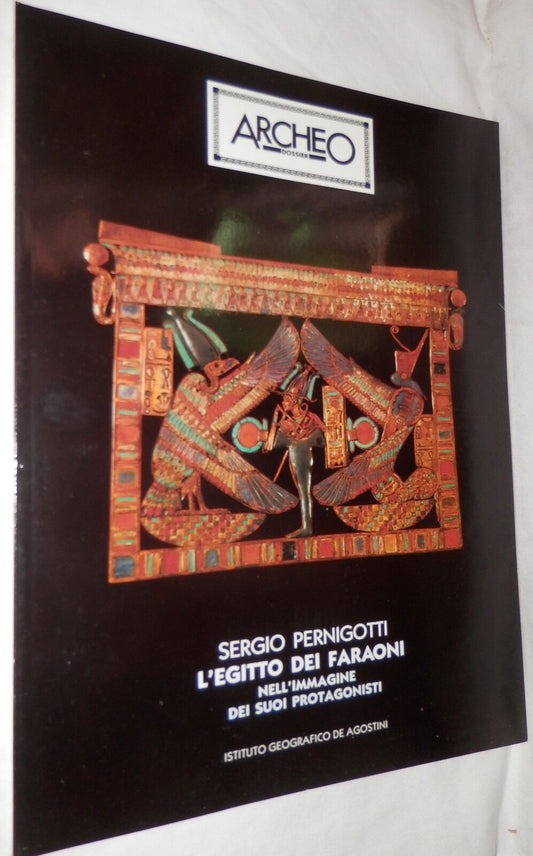 ARCHEO
DOSSIER
SERGIO PERNIGOTTI
L'EGITTO DEI FARAONI
NELL'IMMAGINE
DEI SUOI PROTAGONISTI
ISTITUTO GEOGRAFICO DE AGOSTINI